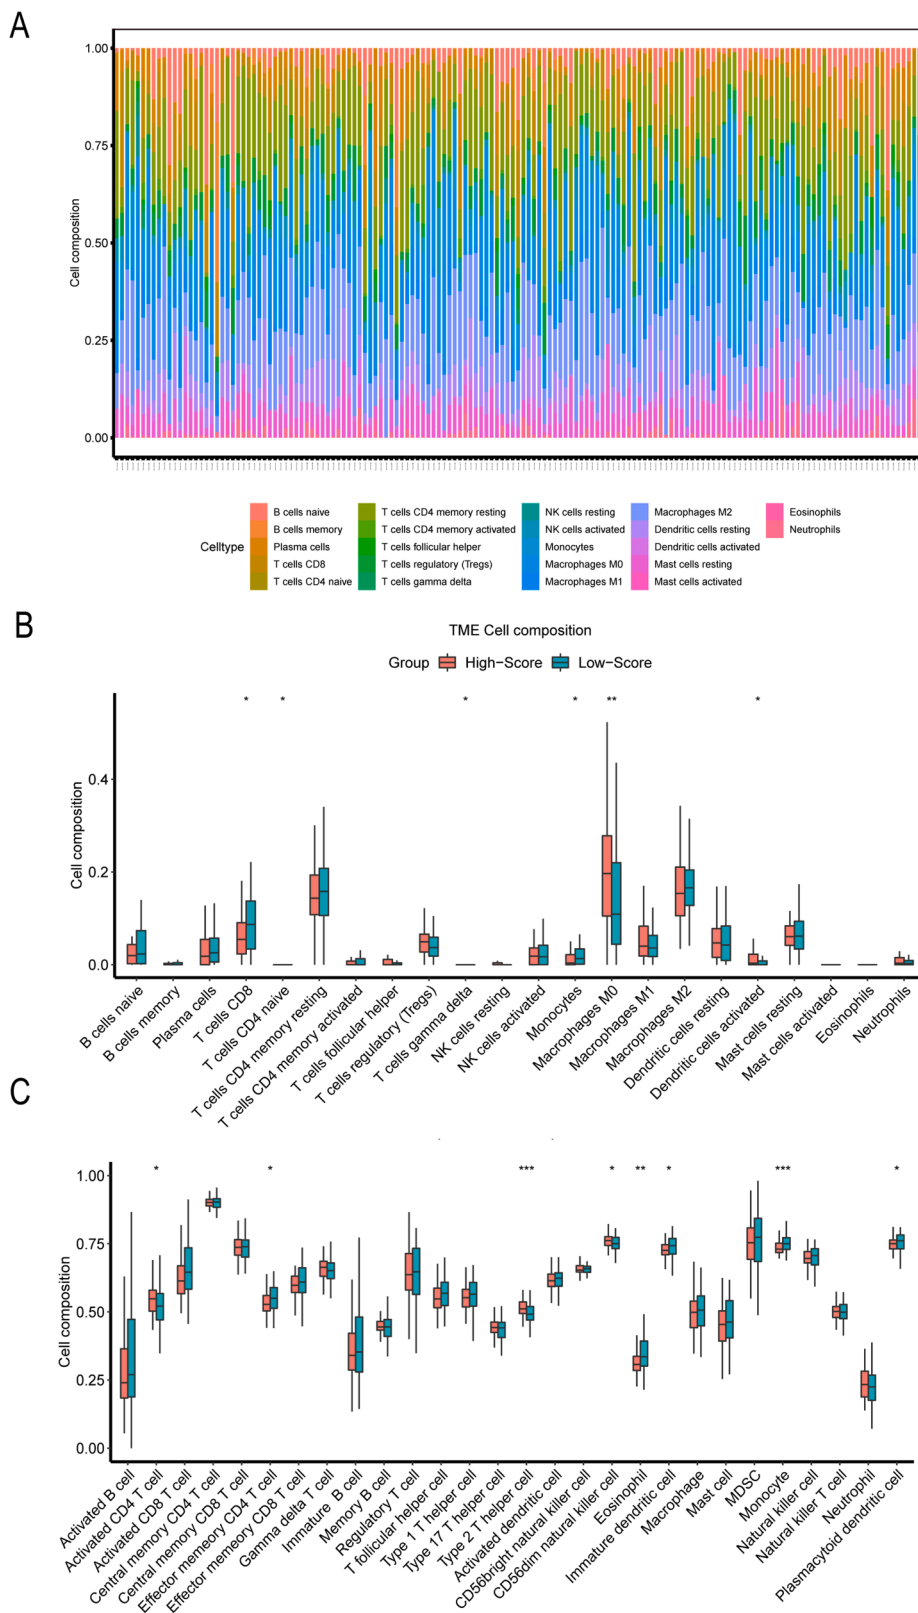 A
1.00
0.75
0.50
0.25
0.00
Cell composition
Celltype
B cells naive
B cells memory
Plasma cells
T cells CD8
T cells CD4 naive
T cells CD4 memory resting
T cells CD4 memory activated
T cells follicular helper
T cells regulatory (Tregs)
T cells gamma delta
NK cells resting
NK cells activated
Monocytes
Macrophages M0
Macrophages M1
Macrophages M2
Dendritic cells resting
Dendritic cells activated
Mast cells resting
Mast cells activated
Eosinophils
Neutrophils
B
TME Cell composition
Group High-Score Low-Score
* * * * ** *
0.4
0.2
0.0
Cell composition
B cells naive
B cells memory
Plasma cells
T cells CD8
T cells CD4 naive
T cells CD4 memory resting
T cells CD4 memory activated
T cells follicular helper
T cells regulatory (Tregs)
T cells gamma delta
NK cells resting
NK cells activated
Monocytes
Macrophages M0
Macrophages M1
Macrophages M2
Dendritic cells resting
Dendritic cells activated
Mast cells resting
Mast cells activated
Eosinophils
Neutrophils
C
* * *** * ** * *** *
1.00
0.75
0.50
0.25
0.00
Cell composition
Activated B cell
Activated CD4 T cell
Activated CD8 T cell
Central memory CD4 T cell
Central memory CD8 T cell
Effector memory CD4 T cell
Effector memory CD8 T cell
Gamma delta T cell
Immature B cell
Memory B cell
Regulatory T cell
T follicular helper cell
Type 1 T helper cell
Type 17 T helper cell
Type 2 T helper cell
Activated dendritic cell
CD56bright natural killer cell
CD56dim natural killer cell
Eosinophil
Immature dendritic cell
Macrophage
Mast cell
MDSC
Monocyte
Natural killer cell
Natural killer T cell
Neutrophil
Plasmacytoid dendritic cell